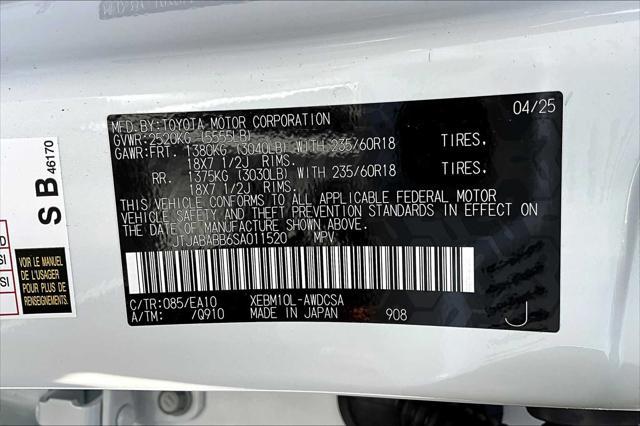 04/25
MFD.BY:TOYOTA MOTOR CORPORATION
GVWR:2520KG (5555LB)
GAWR:FRT. 1380KG (3040LB) WITH 235/60R18 TIRES,
18X7 1/2J RIMS.
RR. 1375KG (3030LB) WITH 235/60R18 TIRES,
18X7 1/2J RIMS.
THIS VEHICLE CONFORMS TO ALL APPLICABLE FEDERAL MOTOR
VEHICLE SAFETY AND THEFT PREVENTION STANDARDS IN EFFECT ON
THE DATE OF MANUFACTURE SHOWN ABOVE.
JTJABABB6SA011520 MPV
C/TR:085/EA10 XEBM10L-AWDCSA
A/TM: /Q910 MADE IN JAPAN 908 J
SB 46170
VOIR LE MANUEL
DE L'USAGER
POUR PLUS DE
RENSEIGNEMENTS